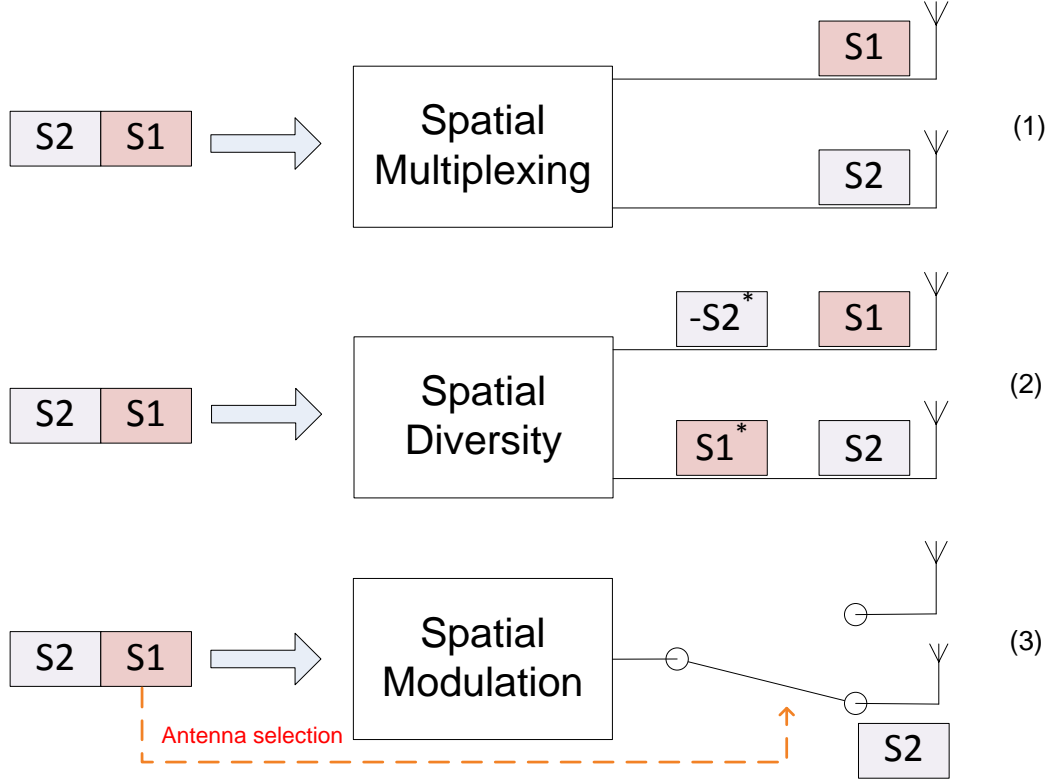 S1
S2 S1
Spatial
Multiplexing
(1)
S2
-S2* S1
S2 S1
Spatial
Diversity
(2)
S1* S2
S2 S1
Spatial
Modulation
(3)
Antenna selection
S2